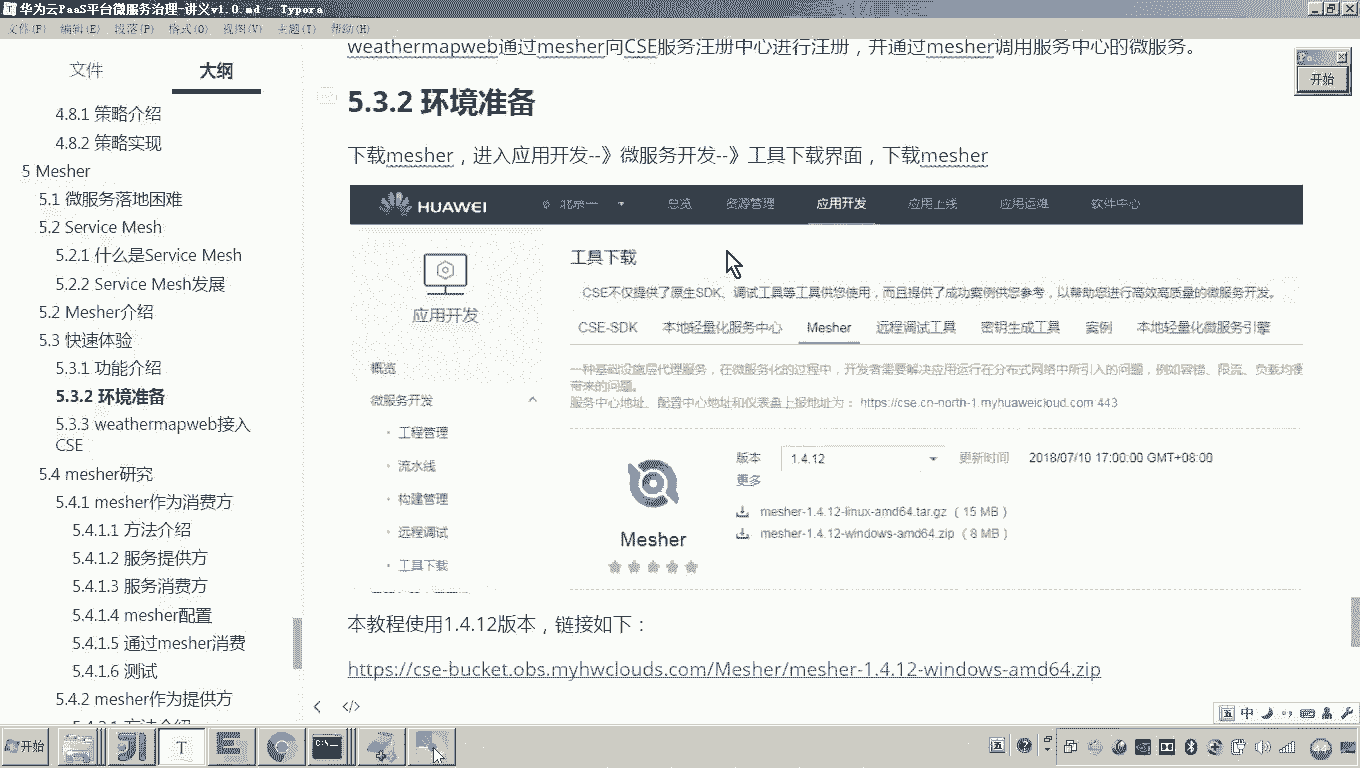 华为云PaaS平台微服务治理-讲义v1.0.md - Typora
文件(F) 编辑(E) 段落(P) 格式(O) 视图(V) 主题(T) 帮助(H)
文件 大纲
4.8.1 策略介绍
4.8.2 策略实现
5 Mesher
5.1 微服务落地困难
5.2 Service Mesh
5.2.1 什么是Service Mesh
5.2.2 Service Mesh发展
5.2 Mesher介绍
5.3 快速体验
5.3.1 功能介绍
5.3.2 环境准备
5.3.3 weathermapweb接入
CSE
5.4 mesher研究
5.4.1 mesher作为消费方
5.4.1.1 方法介绍
5.4.1.2 服务提供方
5.4.1.3 服务消费方
5.4.1.4 mesher配置
5.4.1.5 通过mesher消费
5.4.1.6 测试
5.4.2 mesher作为提供方
5.4.2.1 方法介绍
weathermapweb通过mesher向CSE服务注册中心进行注册，并通过mesher调用服务中心的微服务。
5.3.2 环境准备
下载mesher，进入应用开发--》微服务开发--》工具下载界面，下载mesher
HUAWEI 北京一 总览 资源管理 应用开发 应用上线 应用运维 软件中心
应用开发
概览
微服务开发
工程管理
流水线
构建管理
远程调试
工具下载
工具下载
CSE不仅提供了原生SDK、调试工具等工具供您使用，而且提供了成功案例供您参考，以帮助您进行高效高质量的微服务开发。
CSE-SDK 本地轻量化服务中心 Mesher 远程调试工具 密钥生成工具 案例 本地轻量化微服务引擎
一种基础设施层代理服务，在微服务化的过程中，开发者需要解决应用运行在分布式网络中所引入的问题，例如容错、限流、负载均衡
带来的问题。
服务中心地址、配置中心地址和仪表盘上报地址为： https://cse.cn-north-1.myhuaweicloud.com:443
Mesher
版本 1.4.12 更新时间 2018/07/10 17:00:00 GMT+08:00
更多
mesher-1.4.12-linux-amd64.tar.gz （ 15 MB ）
mesher-1.4.12-windows-amd64.zip （ 8 MB ）
本教程使用1.4.12版本，链接如下：
https://cse-bucket.obs.myhwclouds.com/Mesher/mesher-1.4.12-windows-amd64.zip
开始
五 中
开始
五